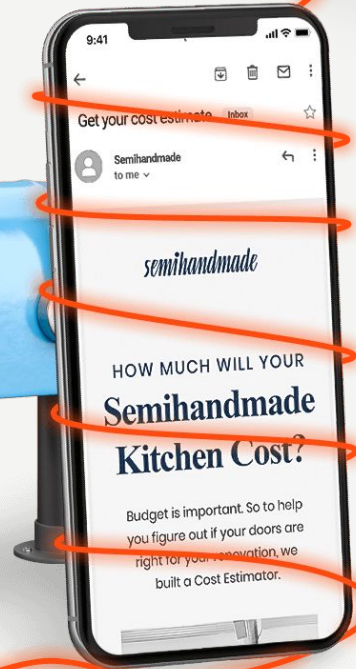 9:41
Get your cost estimate Inbox
Semihandmade
to me
semihandmade
HOW MUCH WILL YOUR
Semihandmade
Kitchen Cost?
Budget is important. So to help
you figure out if your doors are
right for your renovation, we
built a Cost Estimator.